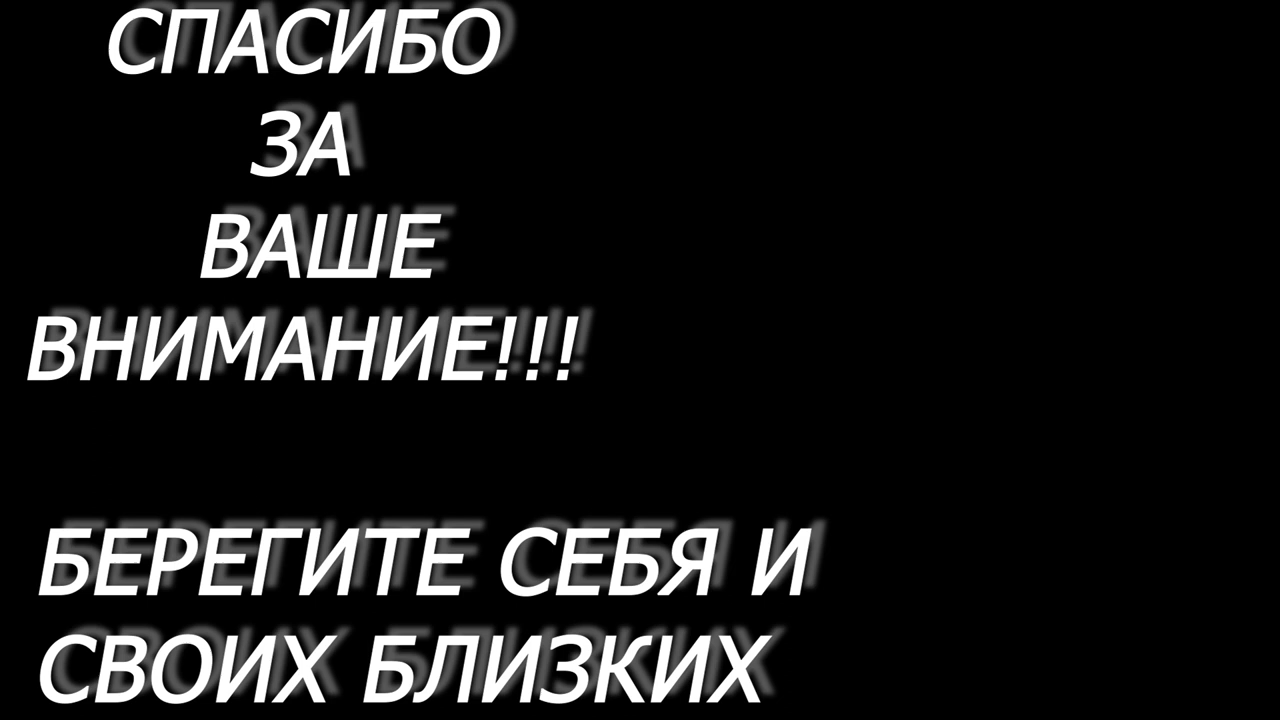 СПАСИБО
ЗА
ВАШЕ
ВНИМАНИЕ!!!
БЕРЕГИТЕ СЕБЯ И
СВОИХ БЛИЗКИХ